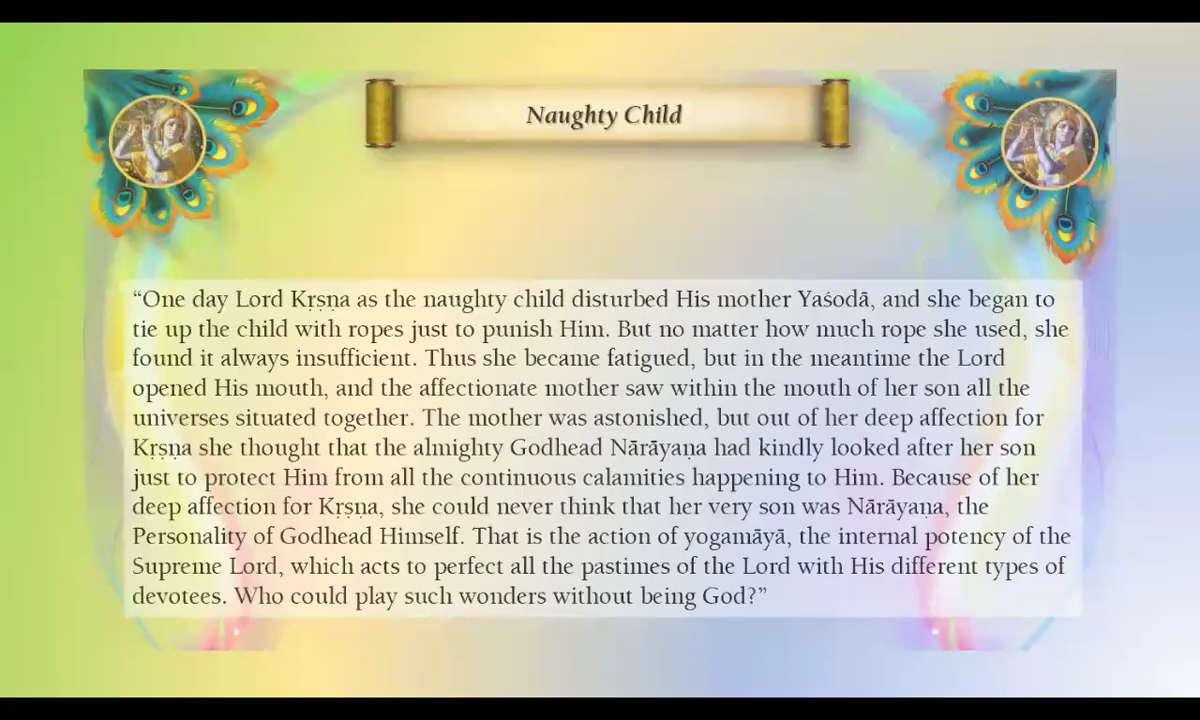 Naughty Child
“One day Lord Kṛṣṇa as the naughty child disturbed His mother Yaśodā, and she began to
tie up the child with ropes just to punish Him. But no matter how much rope she used, she
found it always insufficient. Thus she became fatigued, but in the meantime the Lord
opened His mouth, and the affectionate mother saw within the mouth of her son all the
universes situated together. The mother was astonished, but out of her deep affection for
Kṛṣṇa she thought that the almighty Godhead Nārāyaṇa had kindly looked after her son
just to protect Him from all the continuous calamities happening to Him. Because of her
deep affection for Kṛṣṇa, she could never think that her very son was Nārāyaṇa, the
Personality of Godhead Himself. That is the action of yogamāyā, the internal potency of the
Supreme Lord, which acts to perfect all the pastimes of the Lord with His different types of
devotees. Who could play such wonders without being God?”